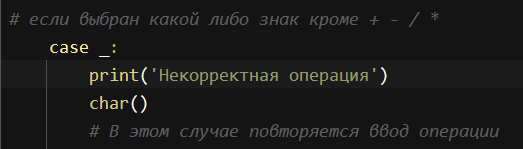 # если выбран какой либо знак кроме + - / *
case _:
print('Некорректная операция')
char()
# В этом случае повторяется ввод операции